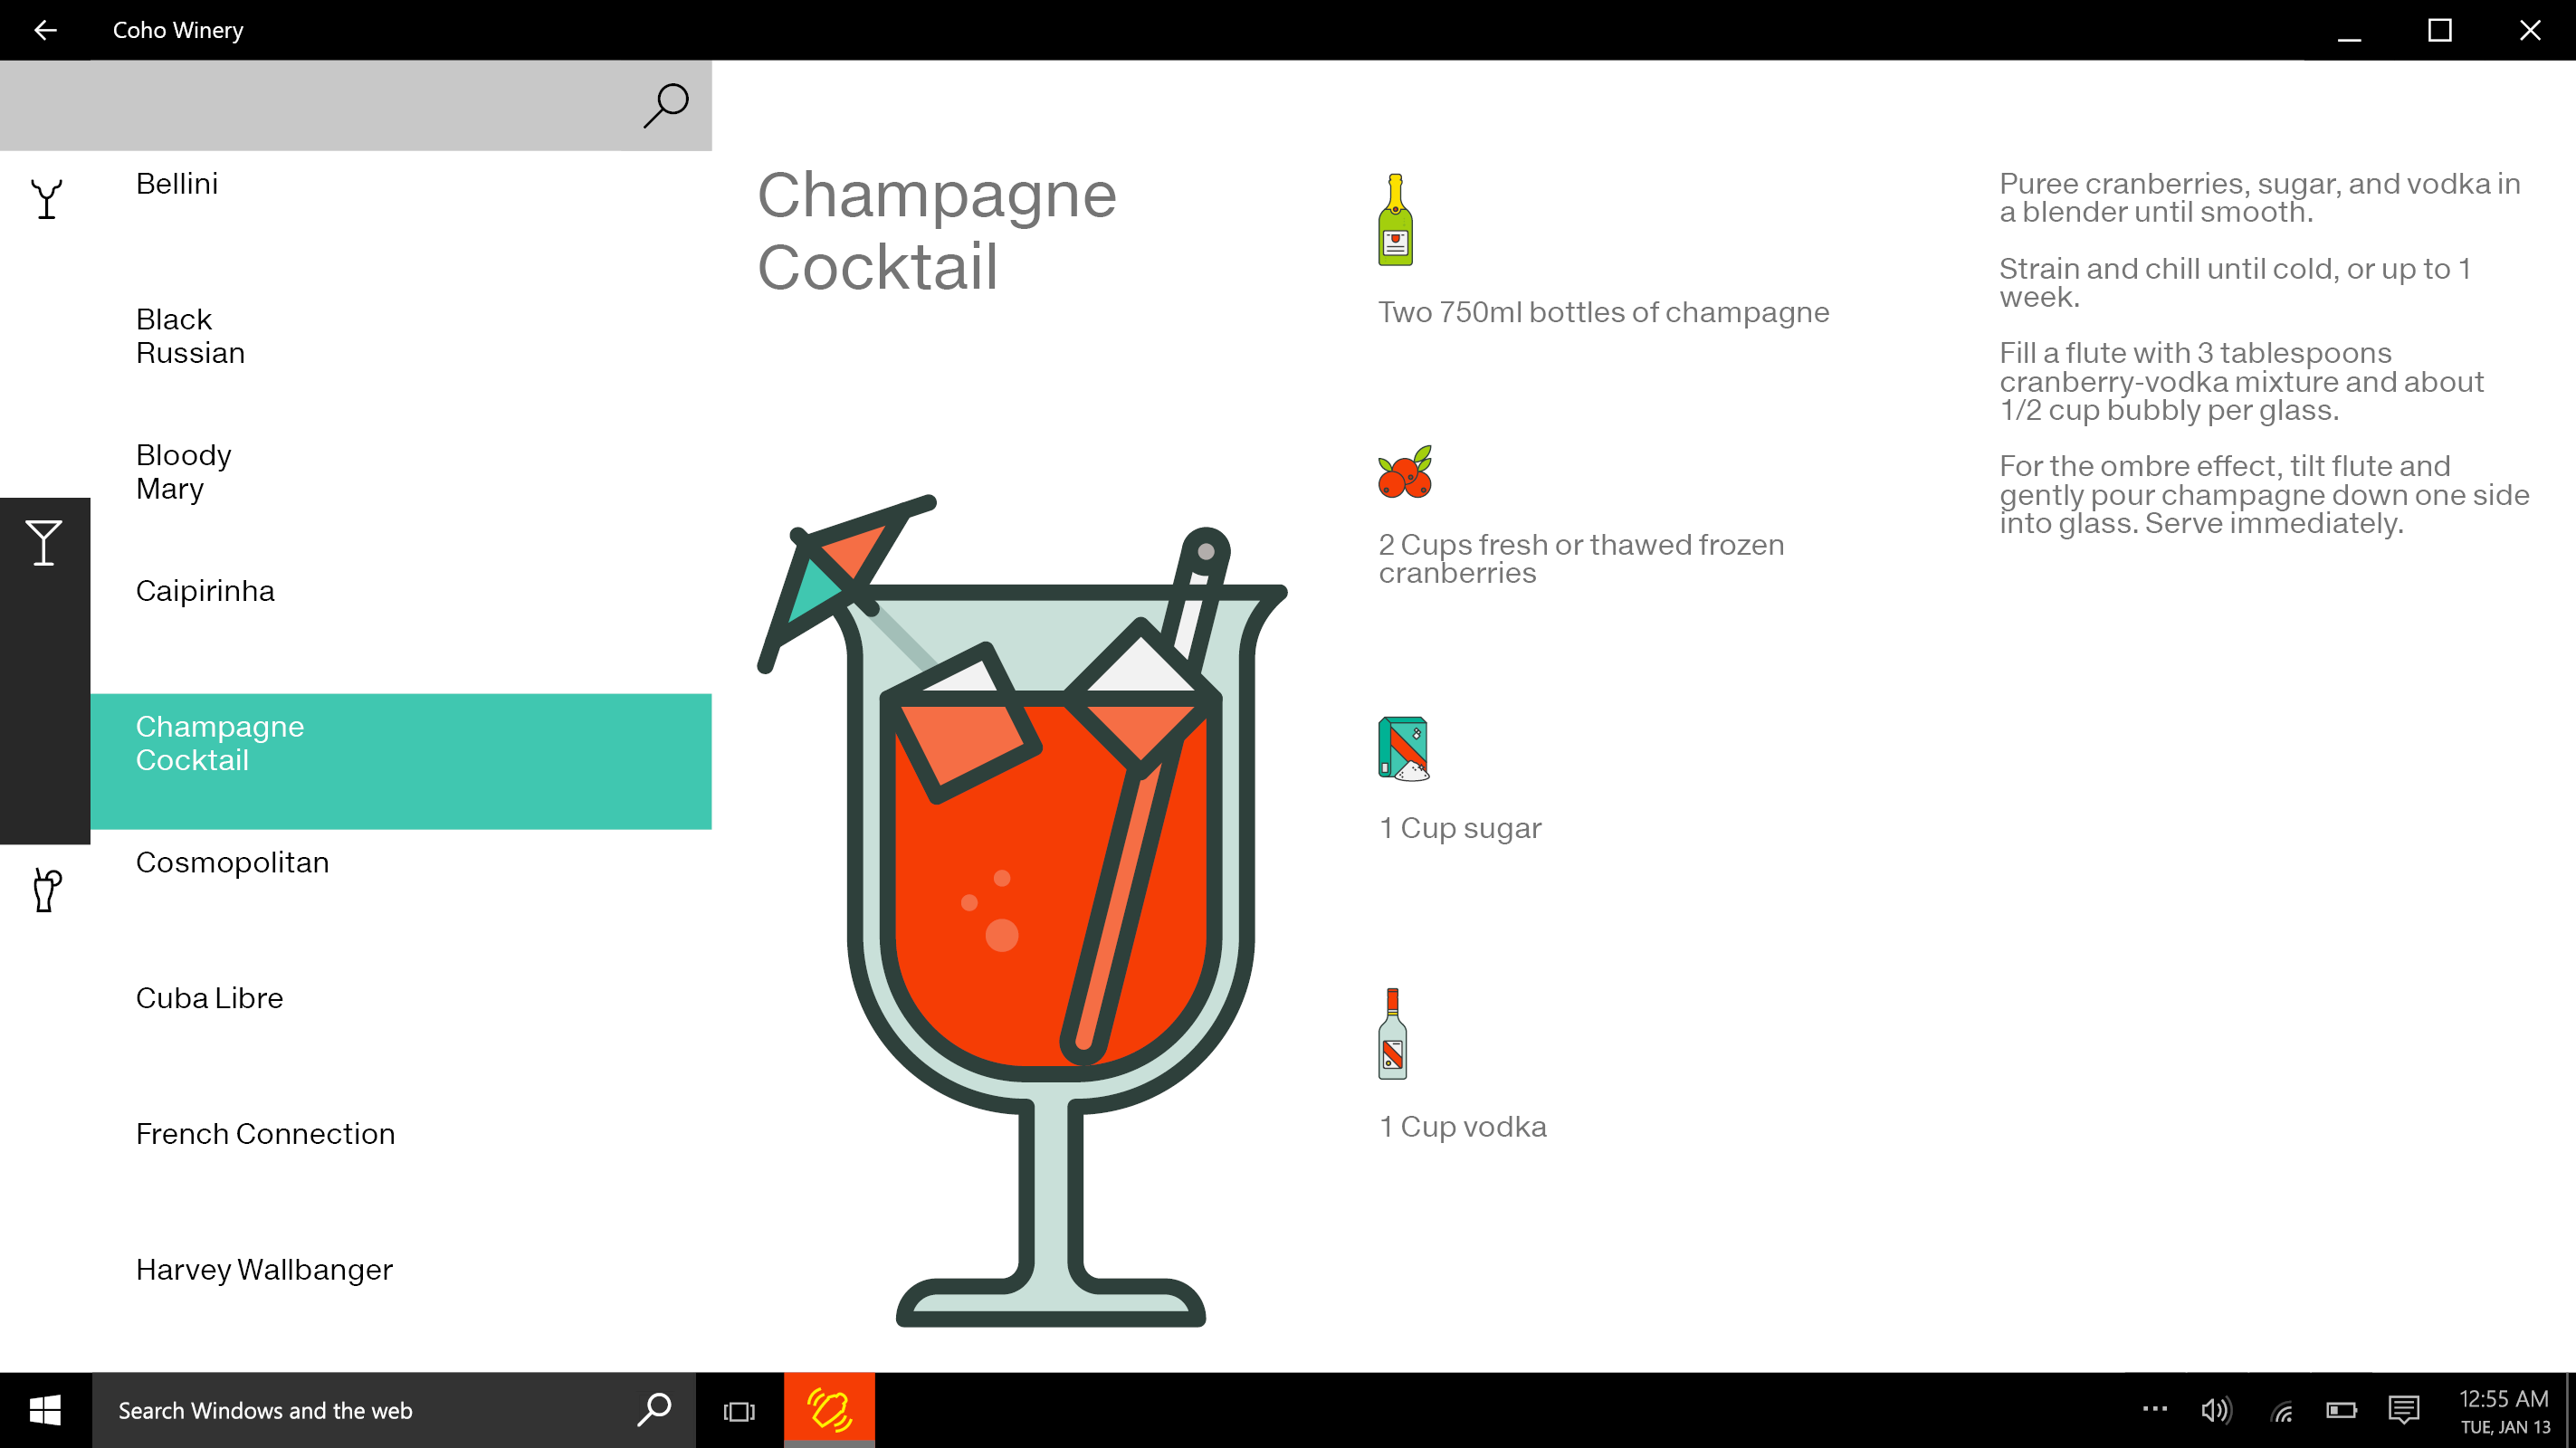 Coho Winery
Bellini
Black
Russian
Bloody
Mary
Caipirinha
Champagne
Cocktail
Cosmopolitan
Cuba Libre
French Connection
Harvey Wallbanger
Champagne
Cocktail
Two 750ml bottles of champagne
2 Cups fresh or thawed frozen
cranberries
1 Cup sugar
1 Cup vodka
Puree cranberries, sugar, and vodka in
a blender until smooth.
Strain and chill until cold, or up to 1
week.
Fill a flute with 3 tablespoons
cranberry-vodka mixture and about
1/2 cup bubbly per glass.
For the ombre effect, tilt flute and
gently pour champagne down one side
into glass. Serve immediately.
Search Windows and the web
12:55 AM
TUE, JAN 13